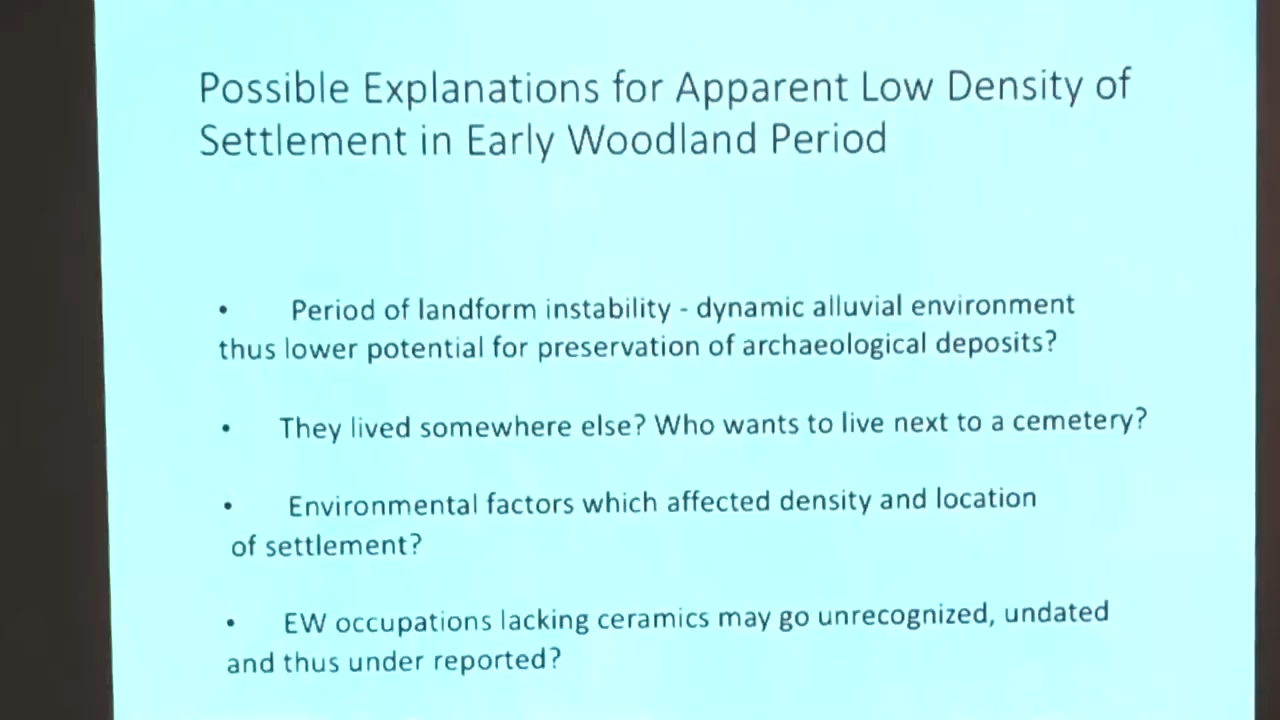 Possible Explanations for Apparent Low Density of
Settlement in Early Woodland Period
• Period of landform instability - dynamic alluvial environment
thus lower potential for preservation of archaeological deposits?
• They lived somewhere else? Who wants to live next to a cemetery?
• Environmental factors which affected density and location
of settlement?
• EW occupations lacking ceramics may go unrecognized, undated
and thus under reported?